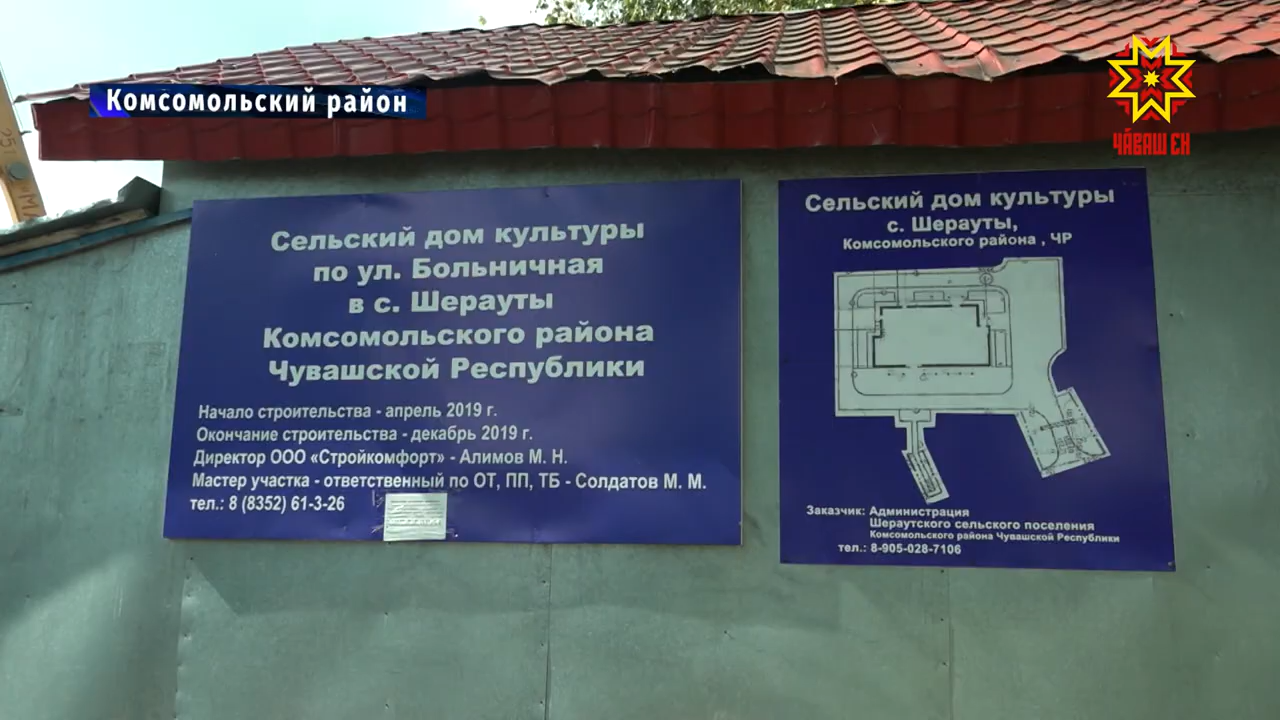 Комсомольский район
ЧӐВАШ ЕН
Сельский дом культуры
по ул. Больничная
в с. Шерауты
Комсомольского района
Чувашской Республики
Начало строительства - апрель 2019 г.
Окончание строительства - декабрь 2019 г.
Директор ООО «Стройкомфорт» - Алимов М. Н.
Мастер участка - ответственный по ОТ, ПП, ТБ - Солдатов М. М.
тел.: 8 (8352) 61-3-26
Сельский дом культуры
с. Шерауты,
Комсомольского района , ЧР
Заказчик: Администрация
Шераутского сельского поселения
Комсомольского района Чувашской Республики
тел.: 8-905-028-7106